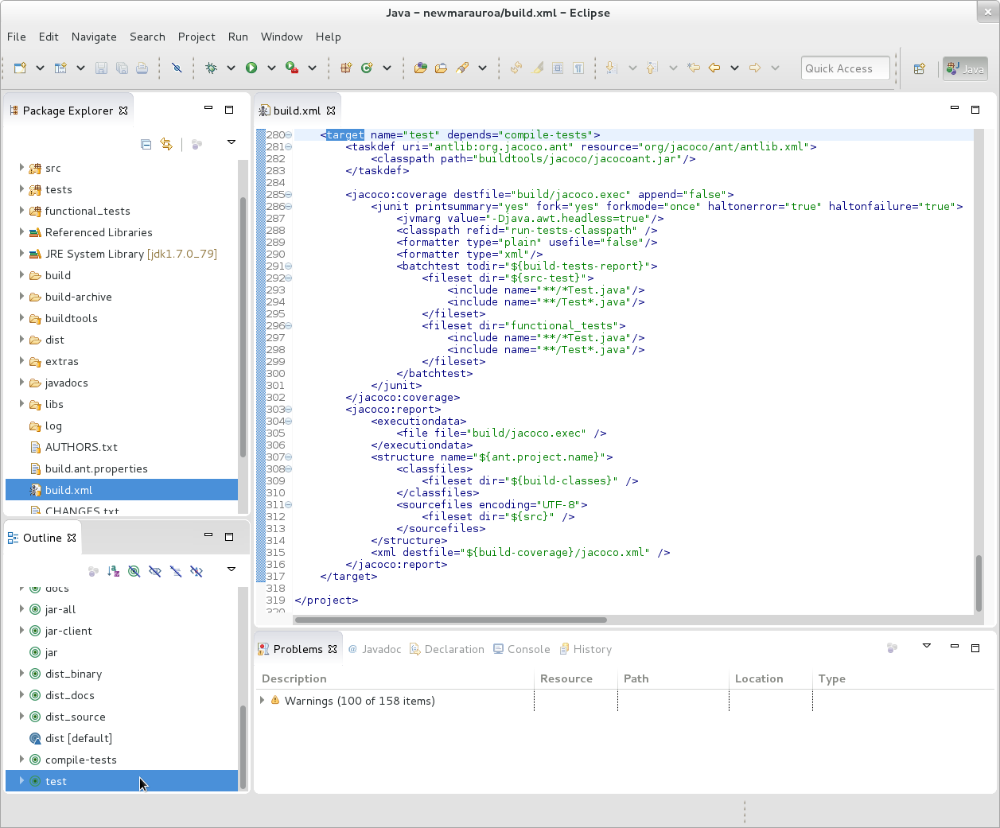 Java – newmarauroa/build.xml – Eclipse
File Edit Navigate Search Project Run Window Help
Quick Access
Java
Package Explorer
src
tests
functional_tests
Referenced Libraries
JRE System Library [jdk1.7.0_79]
build
build-archive
buildtools
dist
extras
javadocs
libs
log
AUTHORS.txt
build.ant.properties
build.xml
CHANGES.txt
Outline
docs
jar-all
jar-client
jar
dist_binary
dist_docs
dist_source
dist [default]
compile-tests
test
build.xml
280 <target name="test" depends="compile-tests">
281 <taskdef uri="antlib:org.jacoco.ant" resource="org/jacoco/ant/antlib.xml">
282 <classpath path="buildtools/jacoco/jacocoant.jar"/>
283 </taskdef>
284
285 <jacoco:coverage destfile="build/jacoco.exec" append="false">
286 <junit printsummary="yes" fork="yes" forkmode="once" haltonerror="true" haltonfailure="true">
287 <jvmarg value="-Djava.awt.headless=true"/>
288 <classpath refid="run-tests-classpath" />
289 <formatter type="plain" usefile="false"/>
290 <formatter type="xml"/>
291 <batchtest todir="${build-tests-report}">
292 <fileset dir="${src-test}">
293 <include name="**/*Test.java"/>
294 <include name="**/Test*.java"/>
295 </fileset>
296 <fileset dir="functional_tests">
297 <include name="**/*Test.java"/>
298 <include name="**/Test*.java"/>
299 </fileset>
300 </batchtest>
301 </junit>
302 </jacoco:coverage>
303 <jacoco:report>
304 <executiondata>
305 <file file="build/jacoco.exec" />
306 </executiondata>
307 <structure name="${ant.project.name}">
308 <classfiles>
309 <fileset dir="${build-classes}" />
310 </classfiles>
311 <sourcefiles encoding="UTF-8">
312 <fileset dir="${src}" />
313 </sourcefiles>
314 </structure>
315 <xml destfile="${build-coverage}/jacoco.xml" />
316 </jacoco:report>
317 </target>
318
319 </project>
320
Problems Javadoc Declaration Console History
Description Resource Path Location Type
Warnings (100 of 158 items)